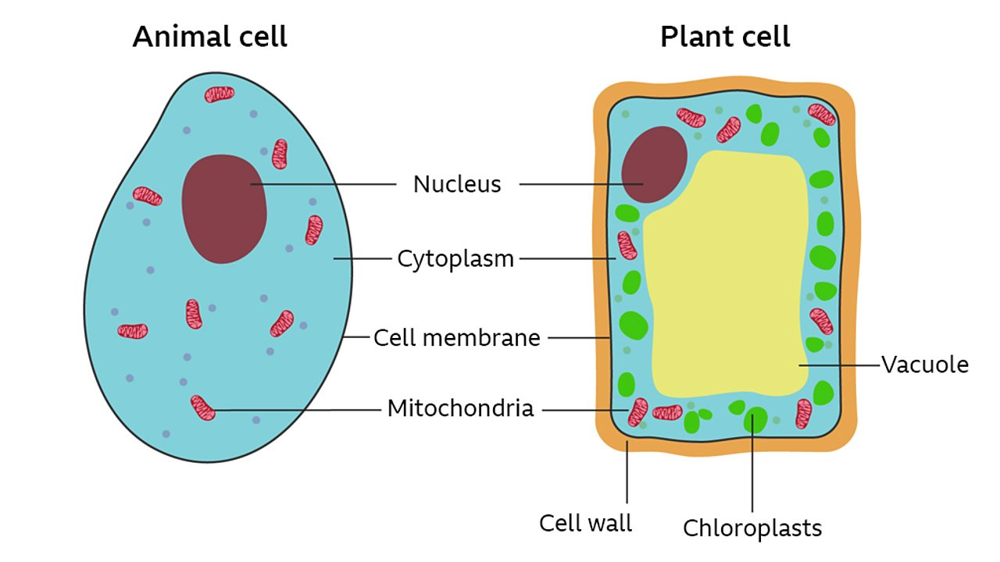 Animal cell
Plant cell
Nucleus
Cytoplasm
Cell membrane
Vacuole
Mitochondria
Cell wall
Chloroplasts